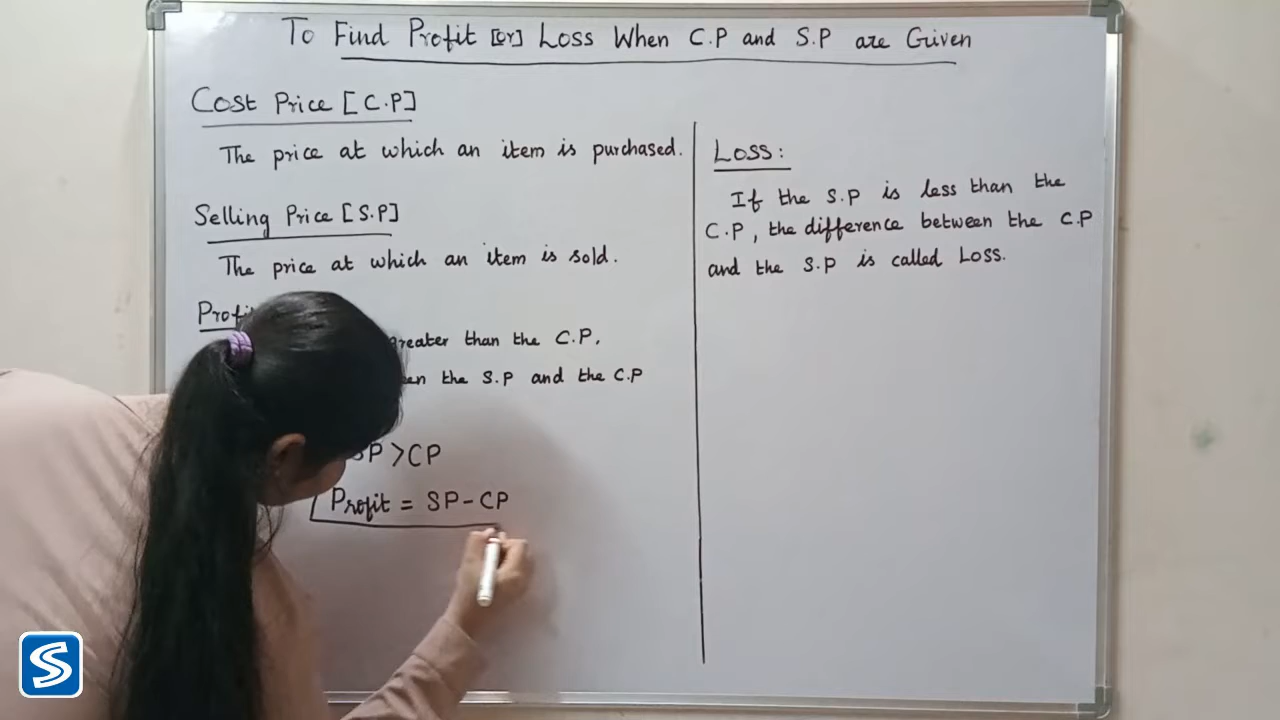 To Find Profit [or] Loss When C.P and S.P are Given
Cost Price [C.P]
The price at which an item is purchased.
Selling Price [S.P]
The price at which an item is sold.
greater than the C.P,
the S.P and the C.P
SP > CP
Profit = SP - CP
Loss:
If the S.P is less than the
C.P, the difference between the C.P
and the S.P is called Loss.